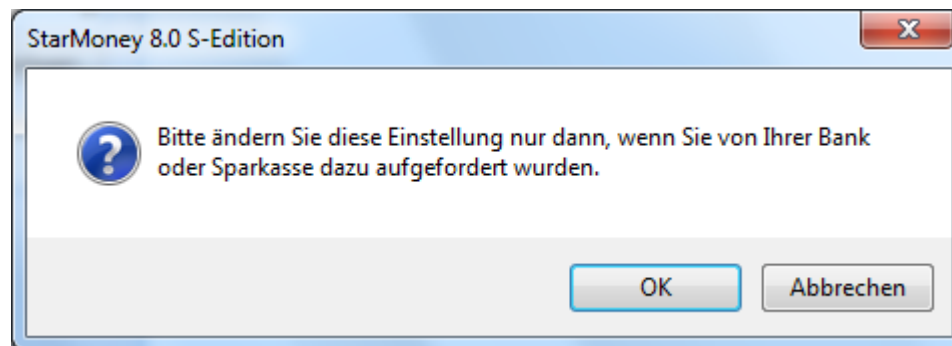 StarMoney 8.0 S-Edition
Bitte ändern Sie diese Einstellung nur dann, wenn Sie von Ihrer Bank
oder Sparkasse dazu aufgefordert wurden.
OK
Abbrechen